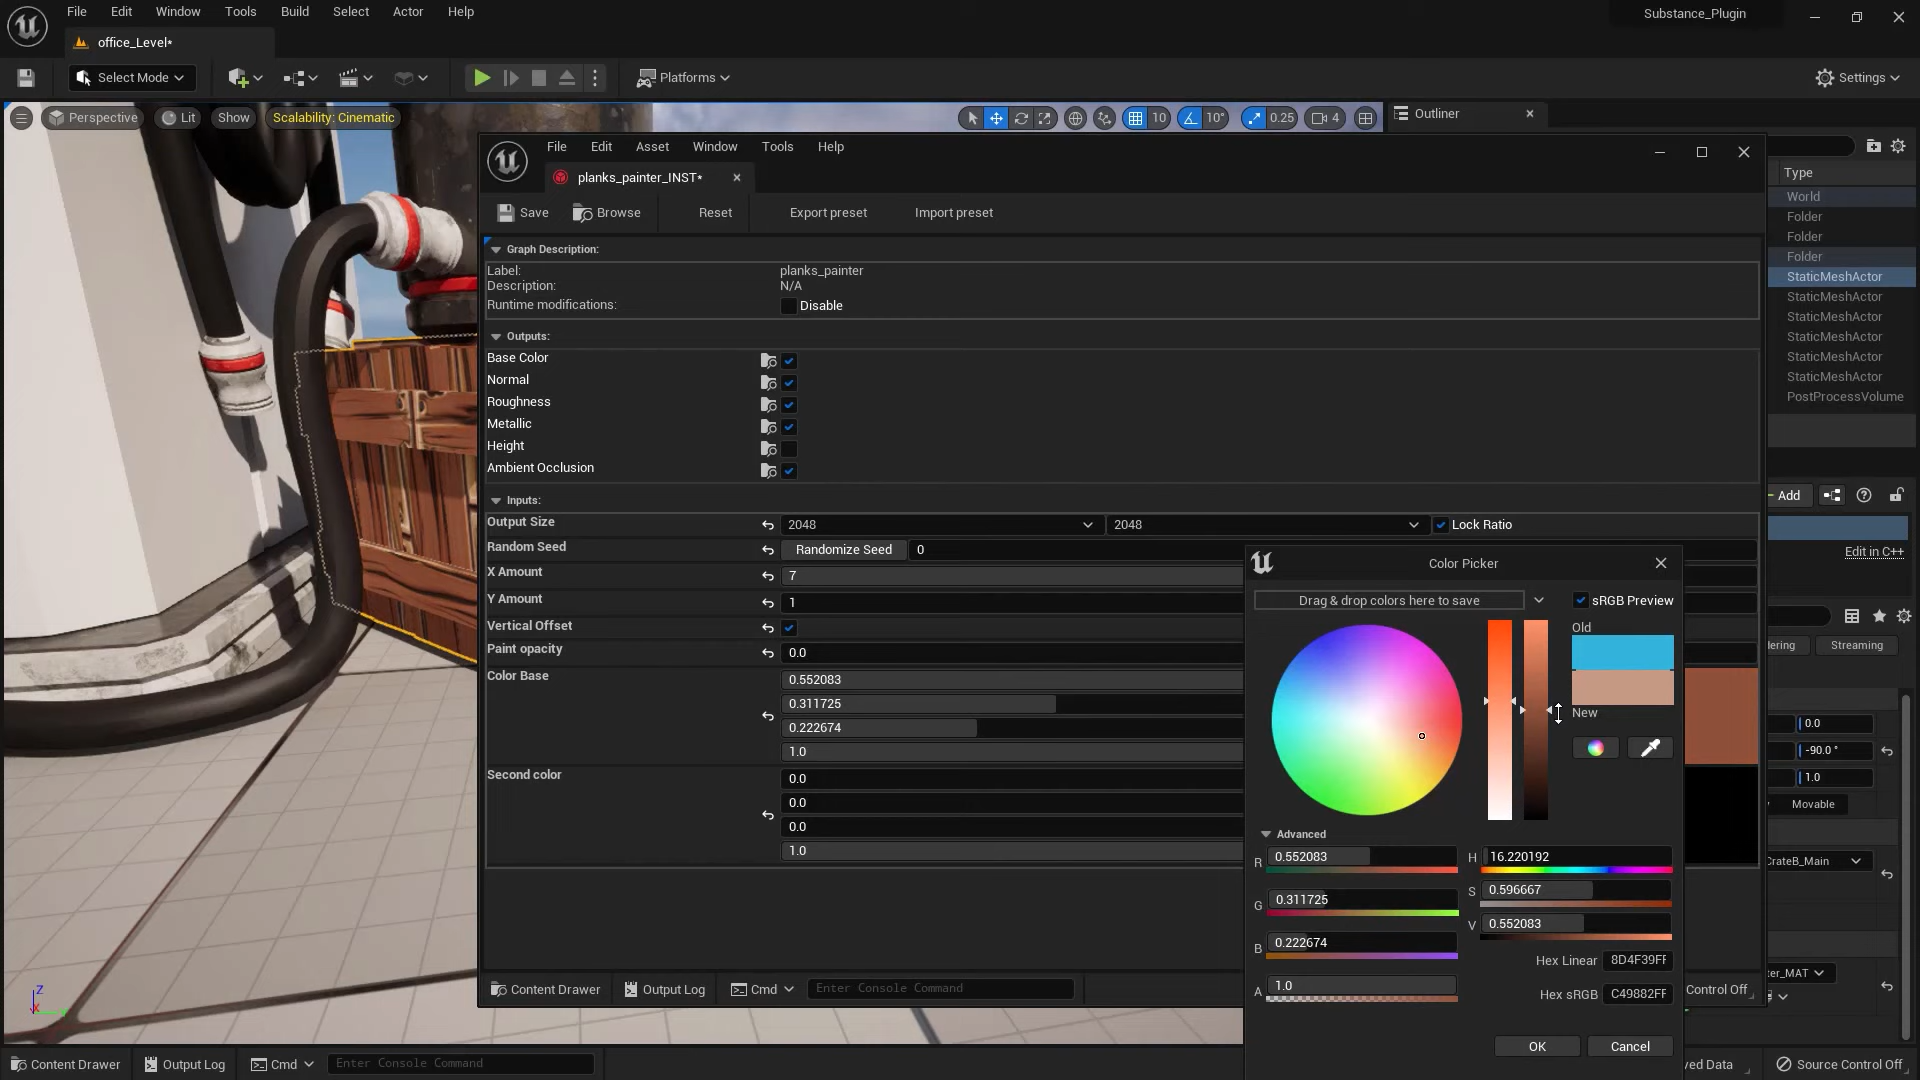 File Edit Window Tools Build Select Actor Help
Substance_Plugin
office_Level*
Select Mode
Platforms
Settings
Perspective Lit Show Scalability: Cinematic
10 10° 0.25 4
Outliner
File Edit Asset Window Tools Help
planks_painter_INST*
Save Browse Reset Export preset Import preset
Type
World
Folder
Folder
Folder
StaticMeshActor
StaticMeshActor
StaticMeshActor
StaticMeshActor
StaticMeshActor
StaticMeshActor
PostProcessVolume
Graph Description:
Label: planks_painter
Description: N/A
Runtime modifications: Disable
Outputs:
Base Color
Normal
Roughness
Metallic
Height
Ambient Occlusion
Inputs:
Output Size 2048 2048 Lock Ratio
Random Seed Randomize Seed 0
X Amount 7
Y Amount 1
Vertical Offset
Paint opacity 0.0
Color Base 0.552083
0.311725
0.222674
1.0
Second color 0.0
0.0
0.0
1.0
Add
Edit in C++
Streaming
0.0
-90.0 °
1.0
Movable
CrateB_Main
Color Picker
Drag & drop colors here to save
sRGB Preview
Old
New
Advanced
R 0.552083
G 0.311725
B 0.222674
A 1.0
H 16.220192
S 0.596667
V 0.552083
Hex Linear 8D4F39FF
Hex sRGB C49882FF
OK Cancel
Content Drawer Output Log Cmd Enter Console Command
Control Off
Z
X
Content Drawer Output Log Cmd Enter Console Command
Data Source Control Off